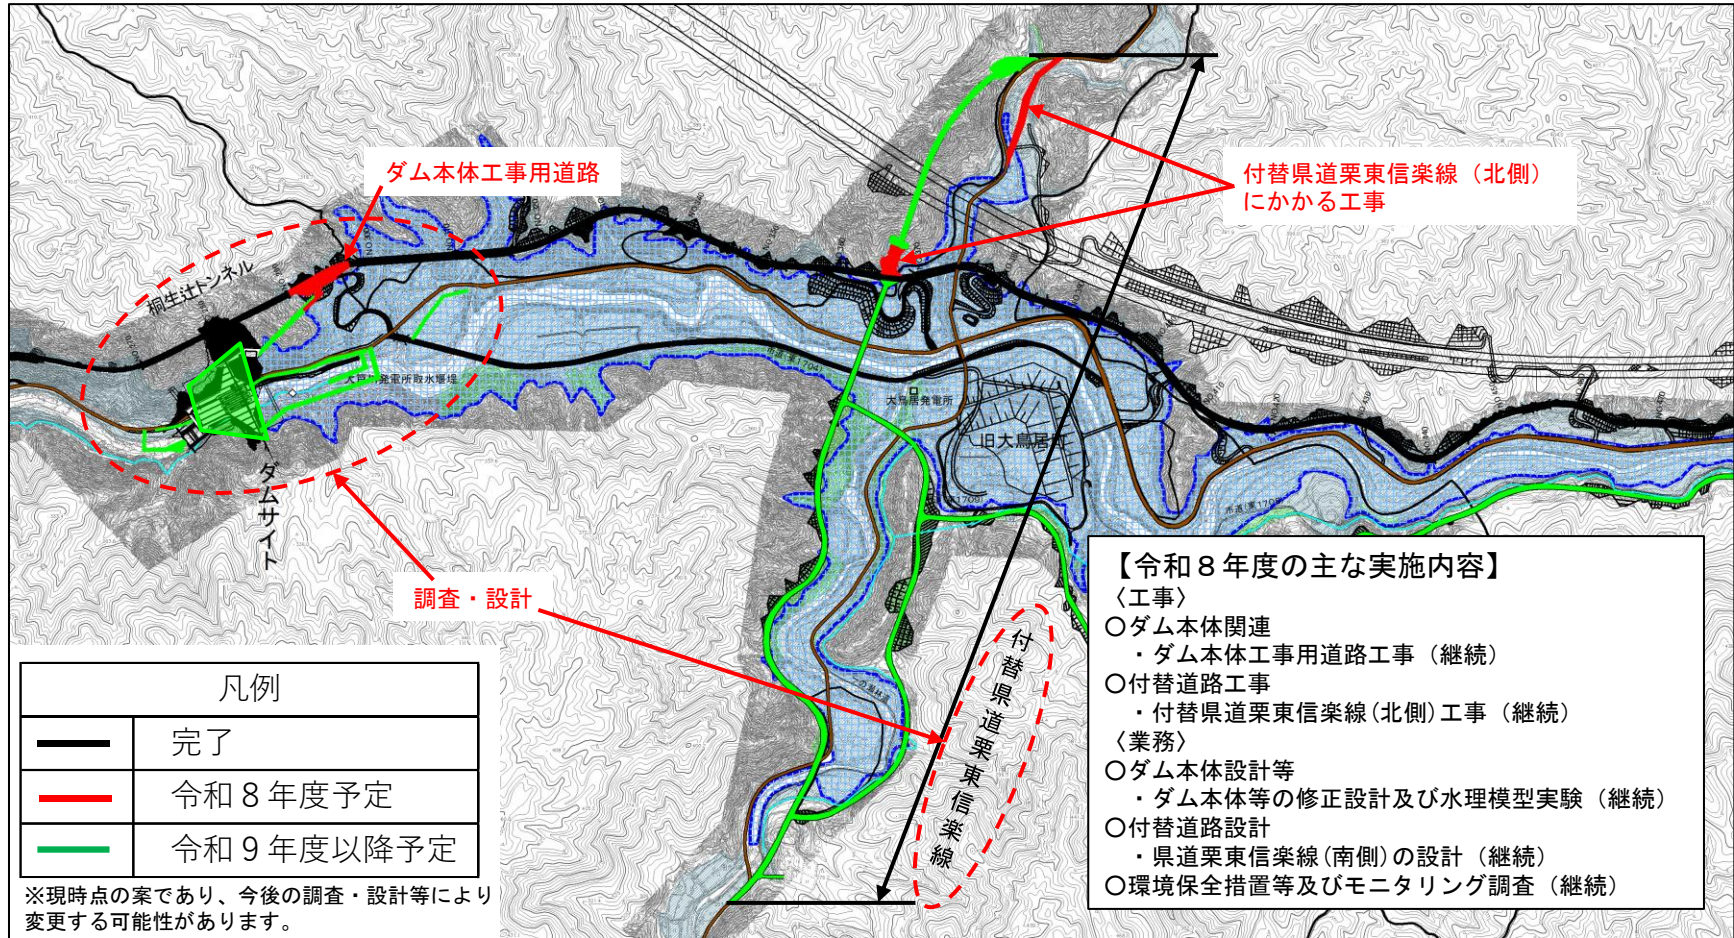 ダム本体工事用道路
付替県道栗東信楽線（北側）
にかかる工事
桐生辻トンネル
大戸川発電所取水堰堤
大鳥居発電所
旧大鳥居町
ダムサイト
調査・設計
付替県道栗東信楽線
凡例
完了
令和８年度予定
令和９年度以降予定
※現時点の案であり、今後の調査・設計等により
変更する可能性があります。
【令和８年度の主な実施内容】
〈工事〉
〇ダム本体関連
・ダム本体工事用道路工事（継続）
〇付替道路工事
・付替県道栗東信楽線(北側)工事（継続）
〈業務〉
〇ダム本体設計等
・ダム本体等の修正設計及び水理模型実験（継続）
〇付替道路設計
・県道栗東信楽線(南側)の設計（継続）
〇環境保全措置等及びモニタリング調査（継続）